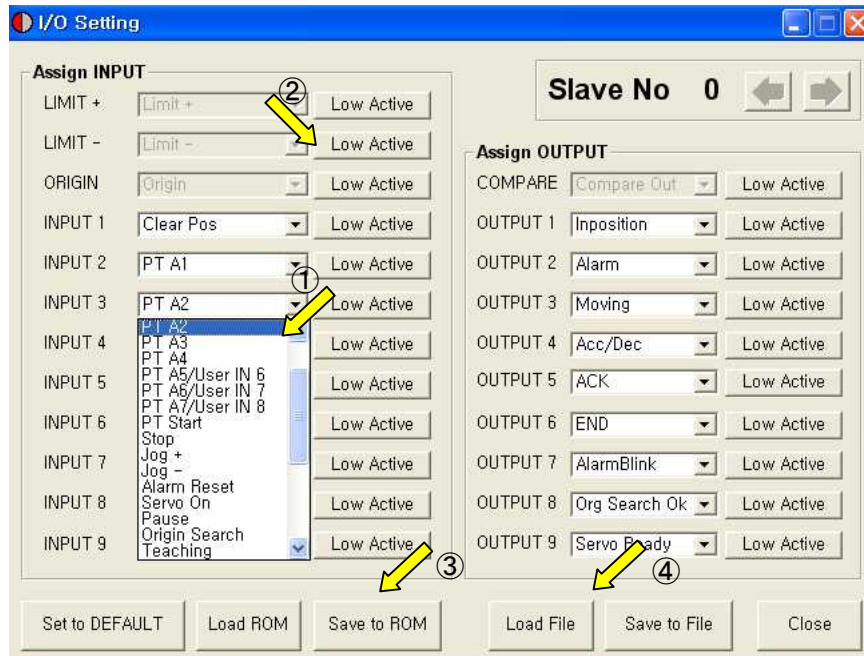 I/O Setting
Slave No 0
Assign INPUT
LIMIT + Limit + Low Active
②
LIMIT - Limit - Low Active
ORIGIN Origin Low Active
INPUT 1 Clear Pos Low Active
INPUT 2 PT A1 Low Active
①
INPUT 3 PT A2 Low Active
PT A2
PT A3
PT A4
PT A5/User IN 6
PT A6/User IN 7
PT A7/User IN 8
PT Start
Stop
Jog +
Jog -
Alarm Reset
Servo On
Pause
Origin Search
Teaching
INPUT 4 Low Active
INPUT 5 Low Active
INPUT 6 Low Active
INPUT 7 Low Active
INPUT 8 Low Active
INPUT 9 Low Active
③
Assign OUTPUT
COMPARE Compare Out Low Active
OUTPUT 1 Inposition Low Active
OUTPUT 2 Alarm Low Active
OUTPUT 3 Moving Low Active
OUTPUT 4 Acc/Dec Low Active
OUTPUT 5 ACK Low Active
OUTPUT 6 END Low Active
OUTPUT 7 AlarmBlink Low Active
OUTPUT 8 Org Search Ok Low Active
OUTPUT 9 Servo Ready Low Active
④
Set to DEFAULT Load ROM Save to ROM Load File Save to File Close